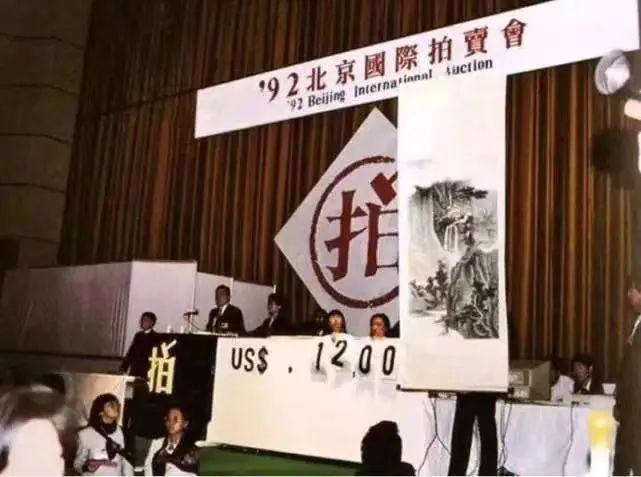 '92北京國際拍賣會
'92 Beijing International Auction
拍
US$ . 12,00
拍